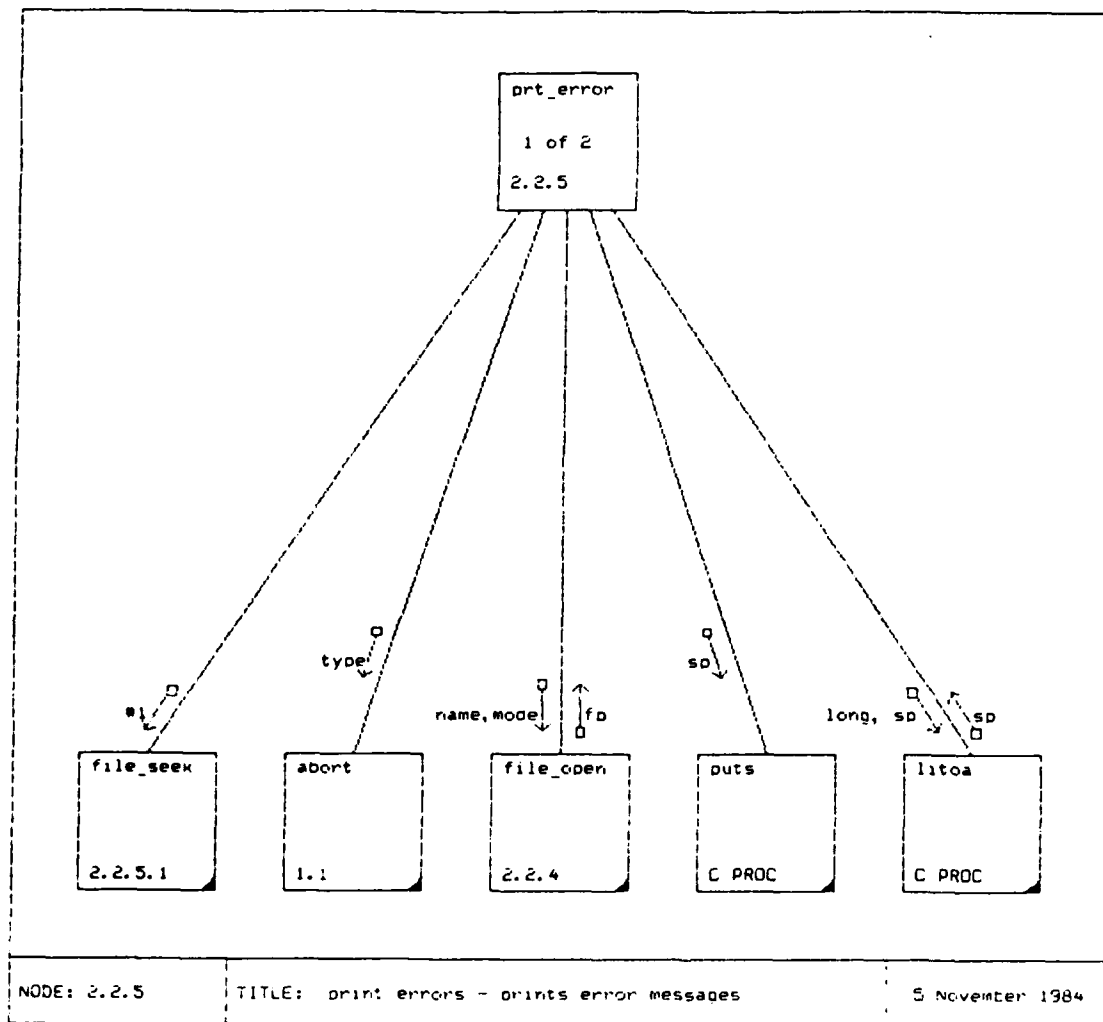 prt_error
1 of 2
2.2.5
type
sp
#1
name, mode
fp
long, sp
sp
file_seek
abort
file_open
puts
litoa
2.2.5.1
1.1
2.2.4
C PROC
C PROC
NODE: 2.2.5
TITLE: print errors - prints error messages
5 November 1984